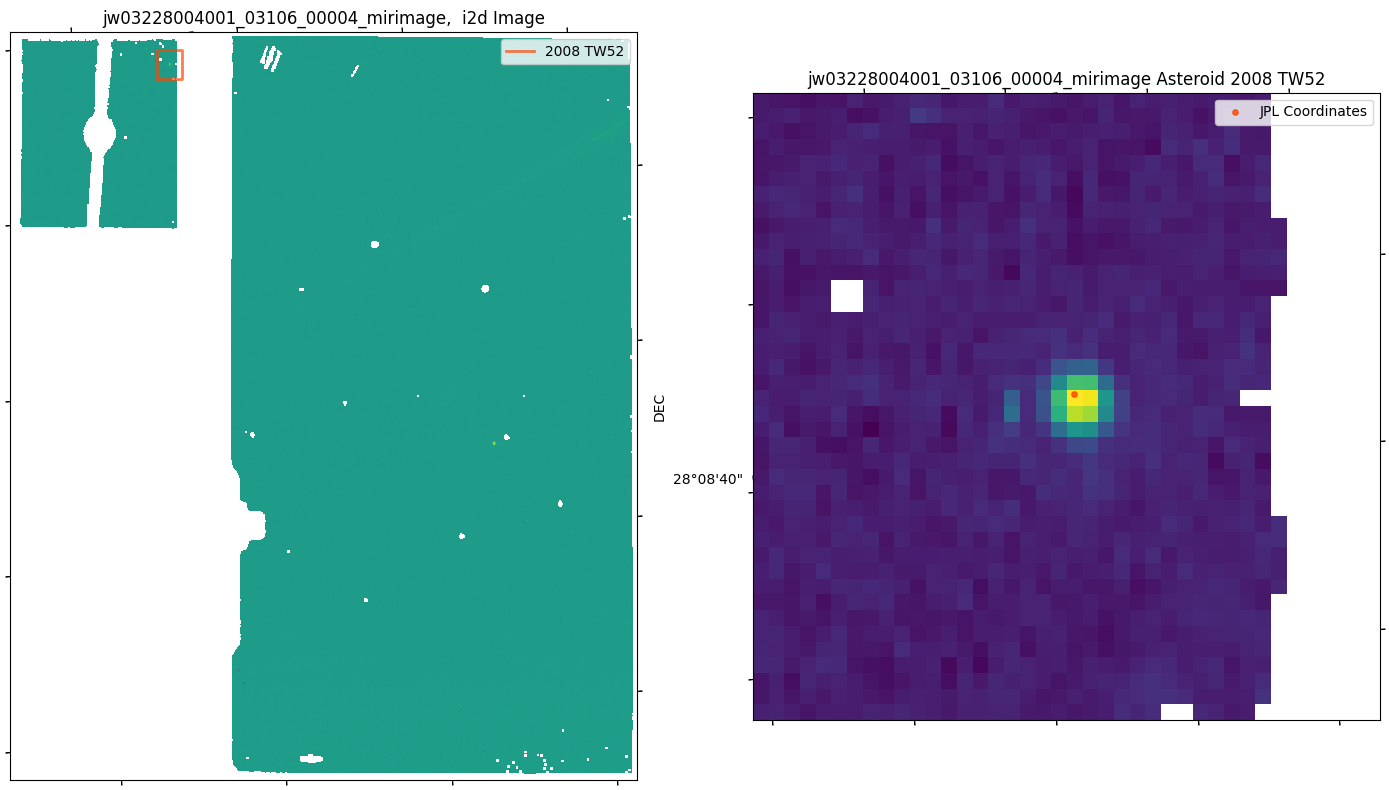 jw03228004001_03106_00004_mirimage,  i2d Image
2008 TW52
jw03228004001_03106_00004_mirimage Asteroid 2008 TW52
JPL Coordinates
DEC
28°08'40"